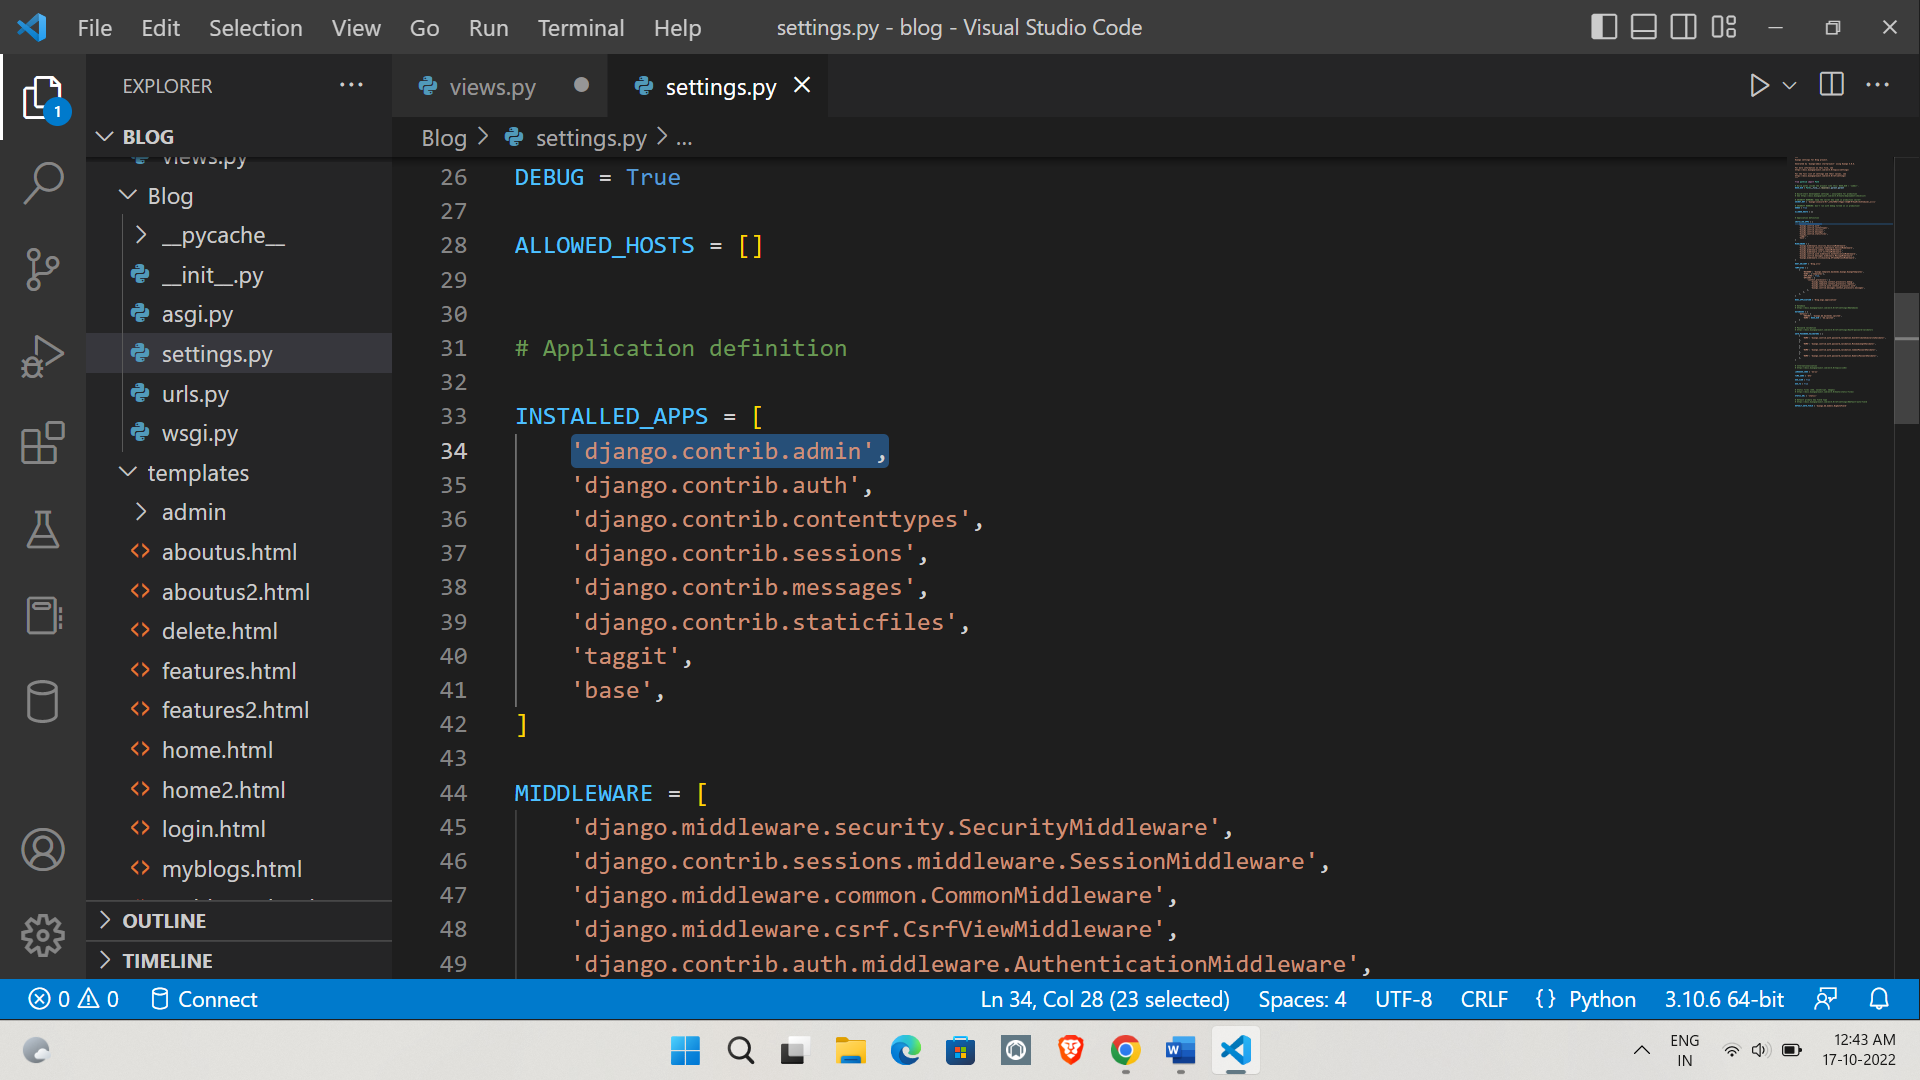 File Edit Selection View Go Run Terminal Help
settings.py - blog - Visual Studio Code
1
EXPLORER
BLOG
views.py
Blog
__pycache__
__init__.py
asgi.py
settings.py
urls.py
wsgi.py
templates
admin
aboutus.html
aboutus2.html
delete.html
features.html
features2.html
home.html
home2.html
login.html
myblogs.html
OUTLINE
TIMELINE
views.py
settings.py
Blog > settings.py > ...
26 DEBUG = True
27
28 ALLOWED_HOSTS = []
29
30
31 # Application definition
32
33 INSTALLED_APPS = [
34 'django.contrib.admin',
35 'django.contrib.auth',
36 'django.contrib.contenttypes',
37 'django.contrib.sessions',
38 'django.contrib.messages',
39 'django.contrib.staticfiles',
40 'taggit',
41 'base',
42 ]
43
44 MIDDLEWARE = [
45 'django.middleware.security.SecurityMiddleware',
46 'django.contrib.sessions.middleware.SessionMiddleware',
47 'django.middleware.common.CommonMiddleware',
48 'django.middleware.csrf.CsrfViewMiddleware',
49 'django.contrib.auth.middleware.AuthenticationMiddleware',
0 0 Connect
Ln 34, Col 28 (23 selected) Spaces: 4 UTF-8 CRLF {} Python 3.10.6 64-bit
ENG
IN
12:43 AM
17-10-2022